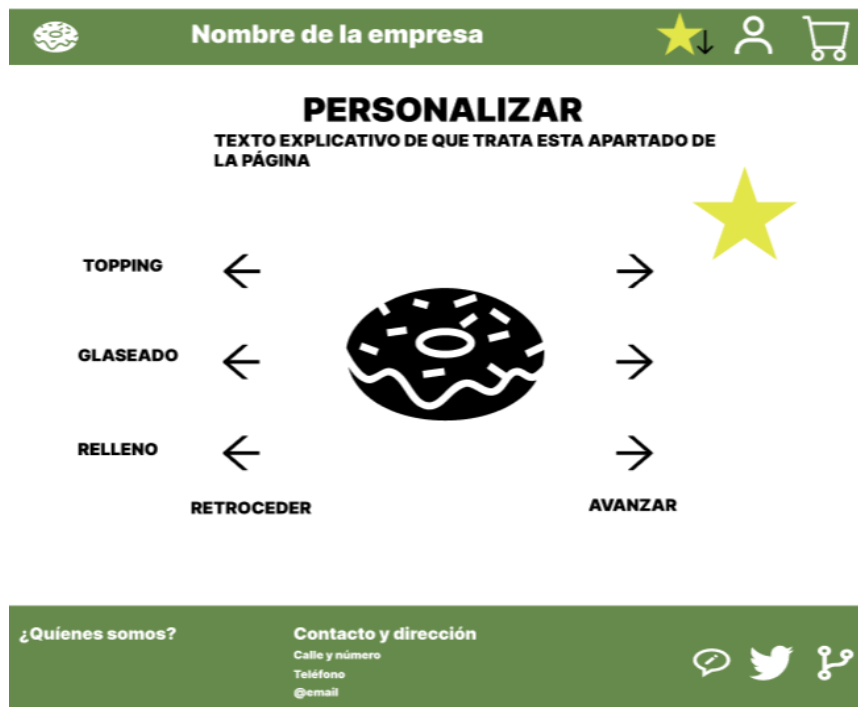 Nombre de la empresa
PERSONALIZAR
TEXTO EXPLICATIVO DE QUE TRATA ESTA APARTADO DE
LA PÁGINA
TOPPING
GLASEADO
RELLENO
RETROCEDER
AVANZAR
¿Quíenes somos?
Contacto y dirección
Calle y número
Teléfono
@email